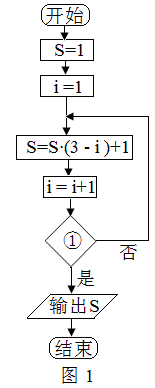 开始
S=1
i =1
S=S·(3 - i )+1
i = i+1
①
否
是
输出S
结束
图 1